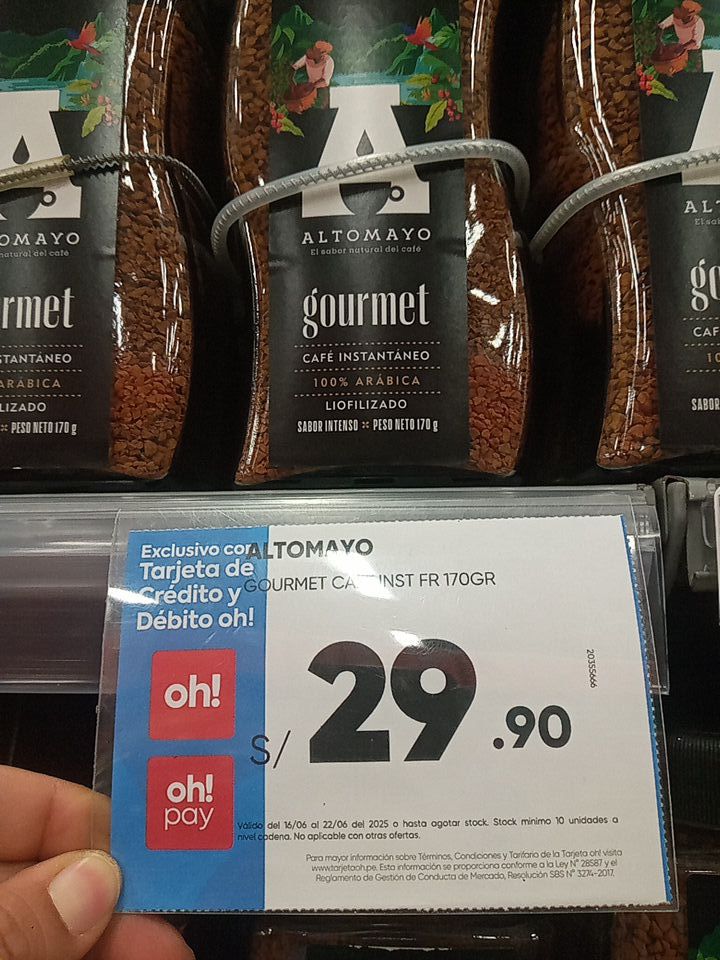 ALTOMAYO
El sabor natural del café
gourmet
CAFÉ INSTANTÁNEO
100% ARÁBICA
LIOFILIZADO
SABOR INTENSO PESO NETO 170 g
OMAYO
natural del café
rmet
STANTÁNEO
ARÁBICA
LIZADO
PESO NETO 170 g
ALT
El sab
go
CAF
10
SABOR
Exclusivo con
Tarjeta de
Crédito y
Débito oh!
oh!
oh!
pay
ALTOMAYO
GOURMET INST FR 170GR
S/ 29.90
20355666
Válido del 16/06 al 22/06 del 2025 o hasta agotar stock. Stock mínimo 10 unidades a
nivel cadena. No aplicable con otras ofertas.
Para mayor información sobre Términos, Condiciones y Tarifario de la Tarjeta oh! visita
www.tarjetaoh.pe. Esta información se proporciona conforme a la Ley N° 28587 y el
Reglamento de Gestión de Conducta de Mercado, Resolución SBS N° 3274-2017.